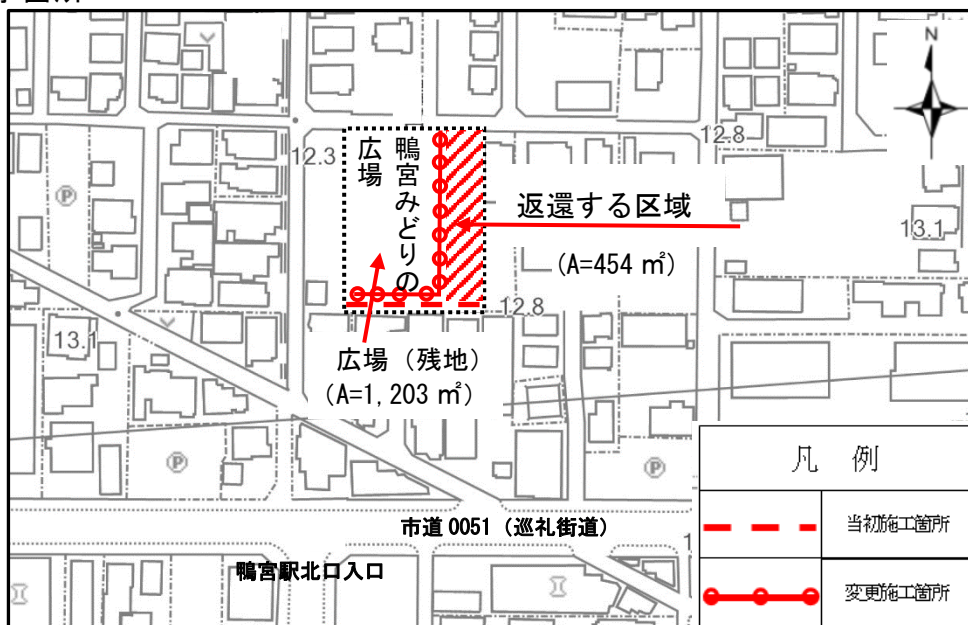 N
12.3
12.8
鴨宮みどりの
広場
返還する区域
13.1
(A=454 ㎡)
12.8
13.1
広場（残地）
(A=1,203 ㎡)
P
P
P
凡 例
市道 0051（巡礼街道）
当初施工箇所
鴨宮駅北口入口
変更施工箇所